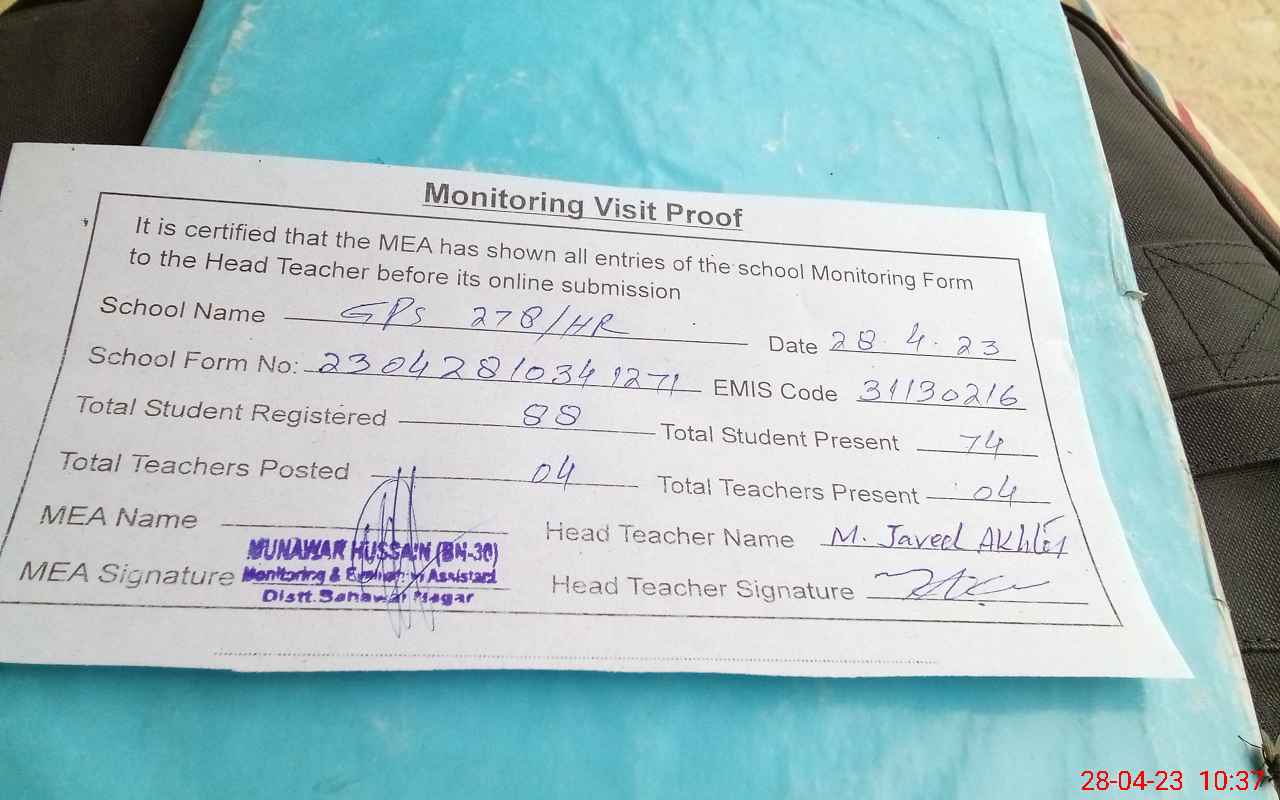 Monitoring Visit Proof
It is certified that the MEA has shown all entries of the school Monitoring Form
to the Head Teacher before its online submission
School Name GPS 278/HR Date 28.4.23
School Form No: 23042810341271 EMIS Code 31130216
Total Student Registered 88 Total Student Present 74
Total Teachers Posted 04 Total Teachers Present 04
MEA Name Head Teacher Name M. Javed Akhter
MUNAWAR HUSSAIN (BN-30)
MEA Signature Monitoring & Evaluation Assistant Head Teacher Signature
Distt. Bahawal Nagar
28-04-23 10:37